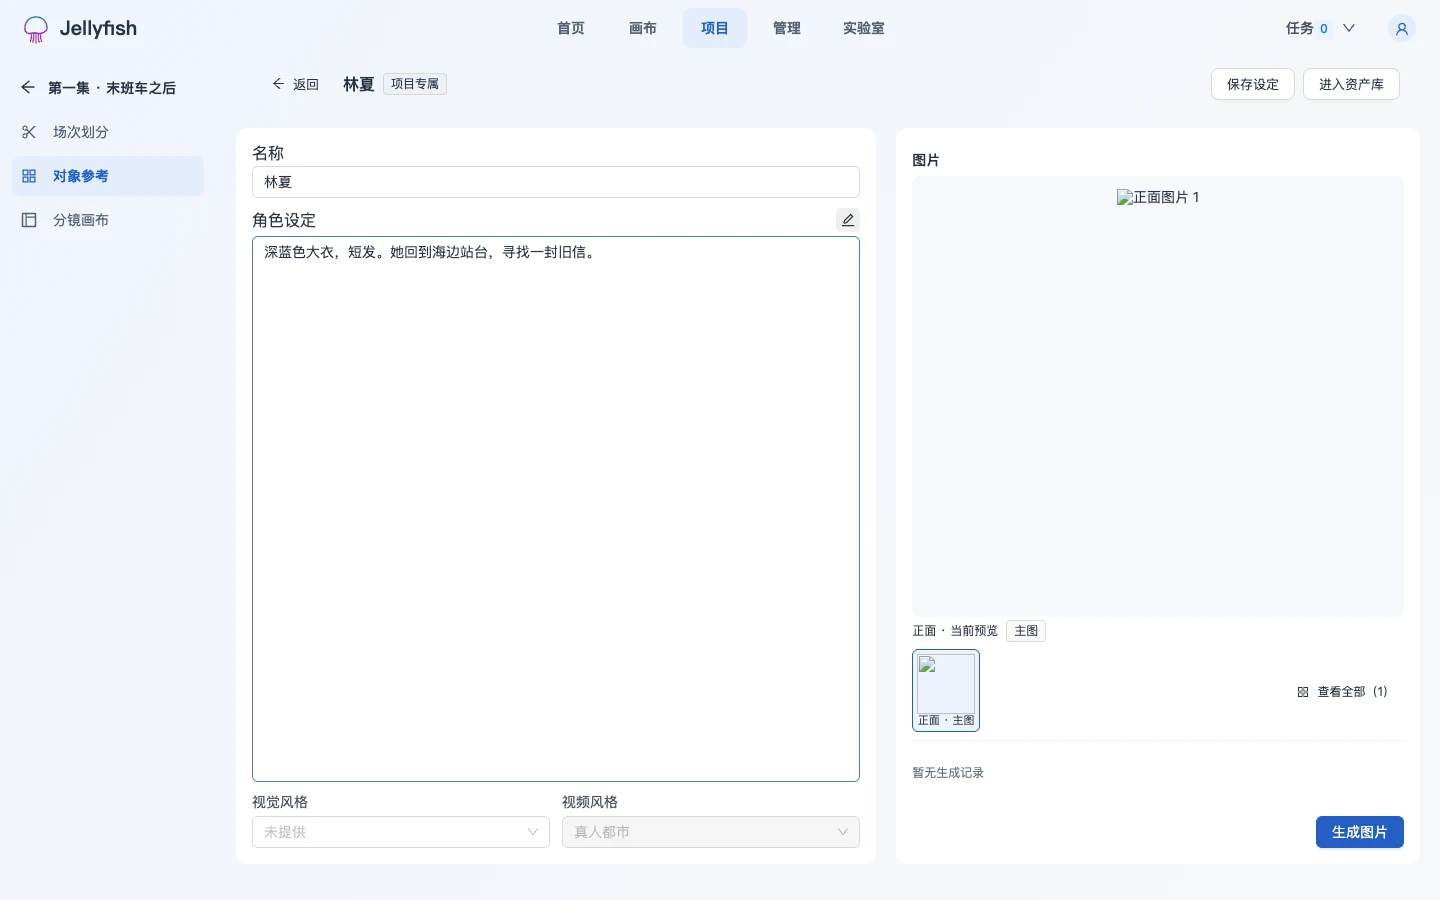 Jellyfish
首页
画布
项目
管理
实验室
任务 0
第一集 · 末班车之后
场次划分
对象参考
分镜画布
返回
林夏
项目专属
保存设定
进入资产库
名称
林夏
角色设定
深蓝色大衣，短发。她回到海边站台，寻找一封旧信。
视觉风格
未提供
视频风格
真人都市
图片
正面图片 1
正面 · 当前预览
主图
正面 · 主图
查看全部 (1)
暂无生成记录
生成图片